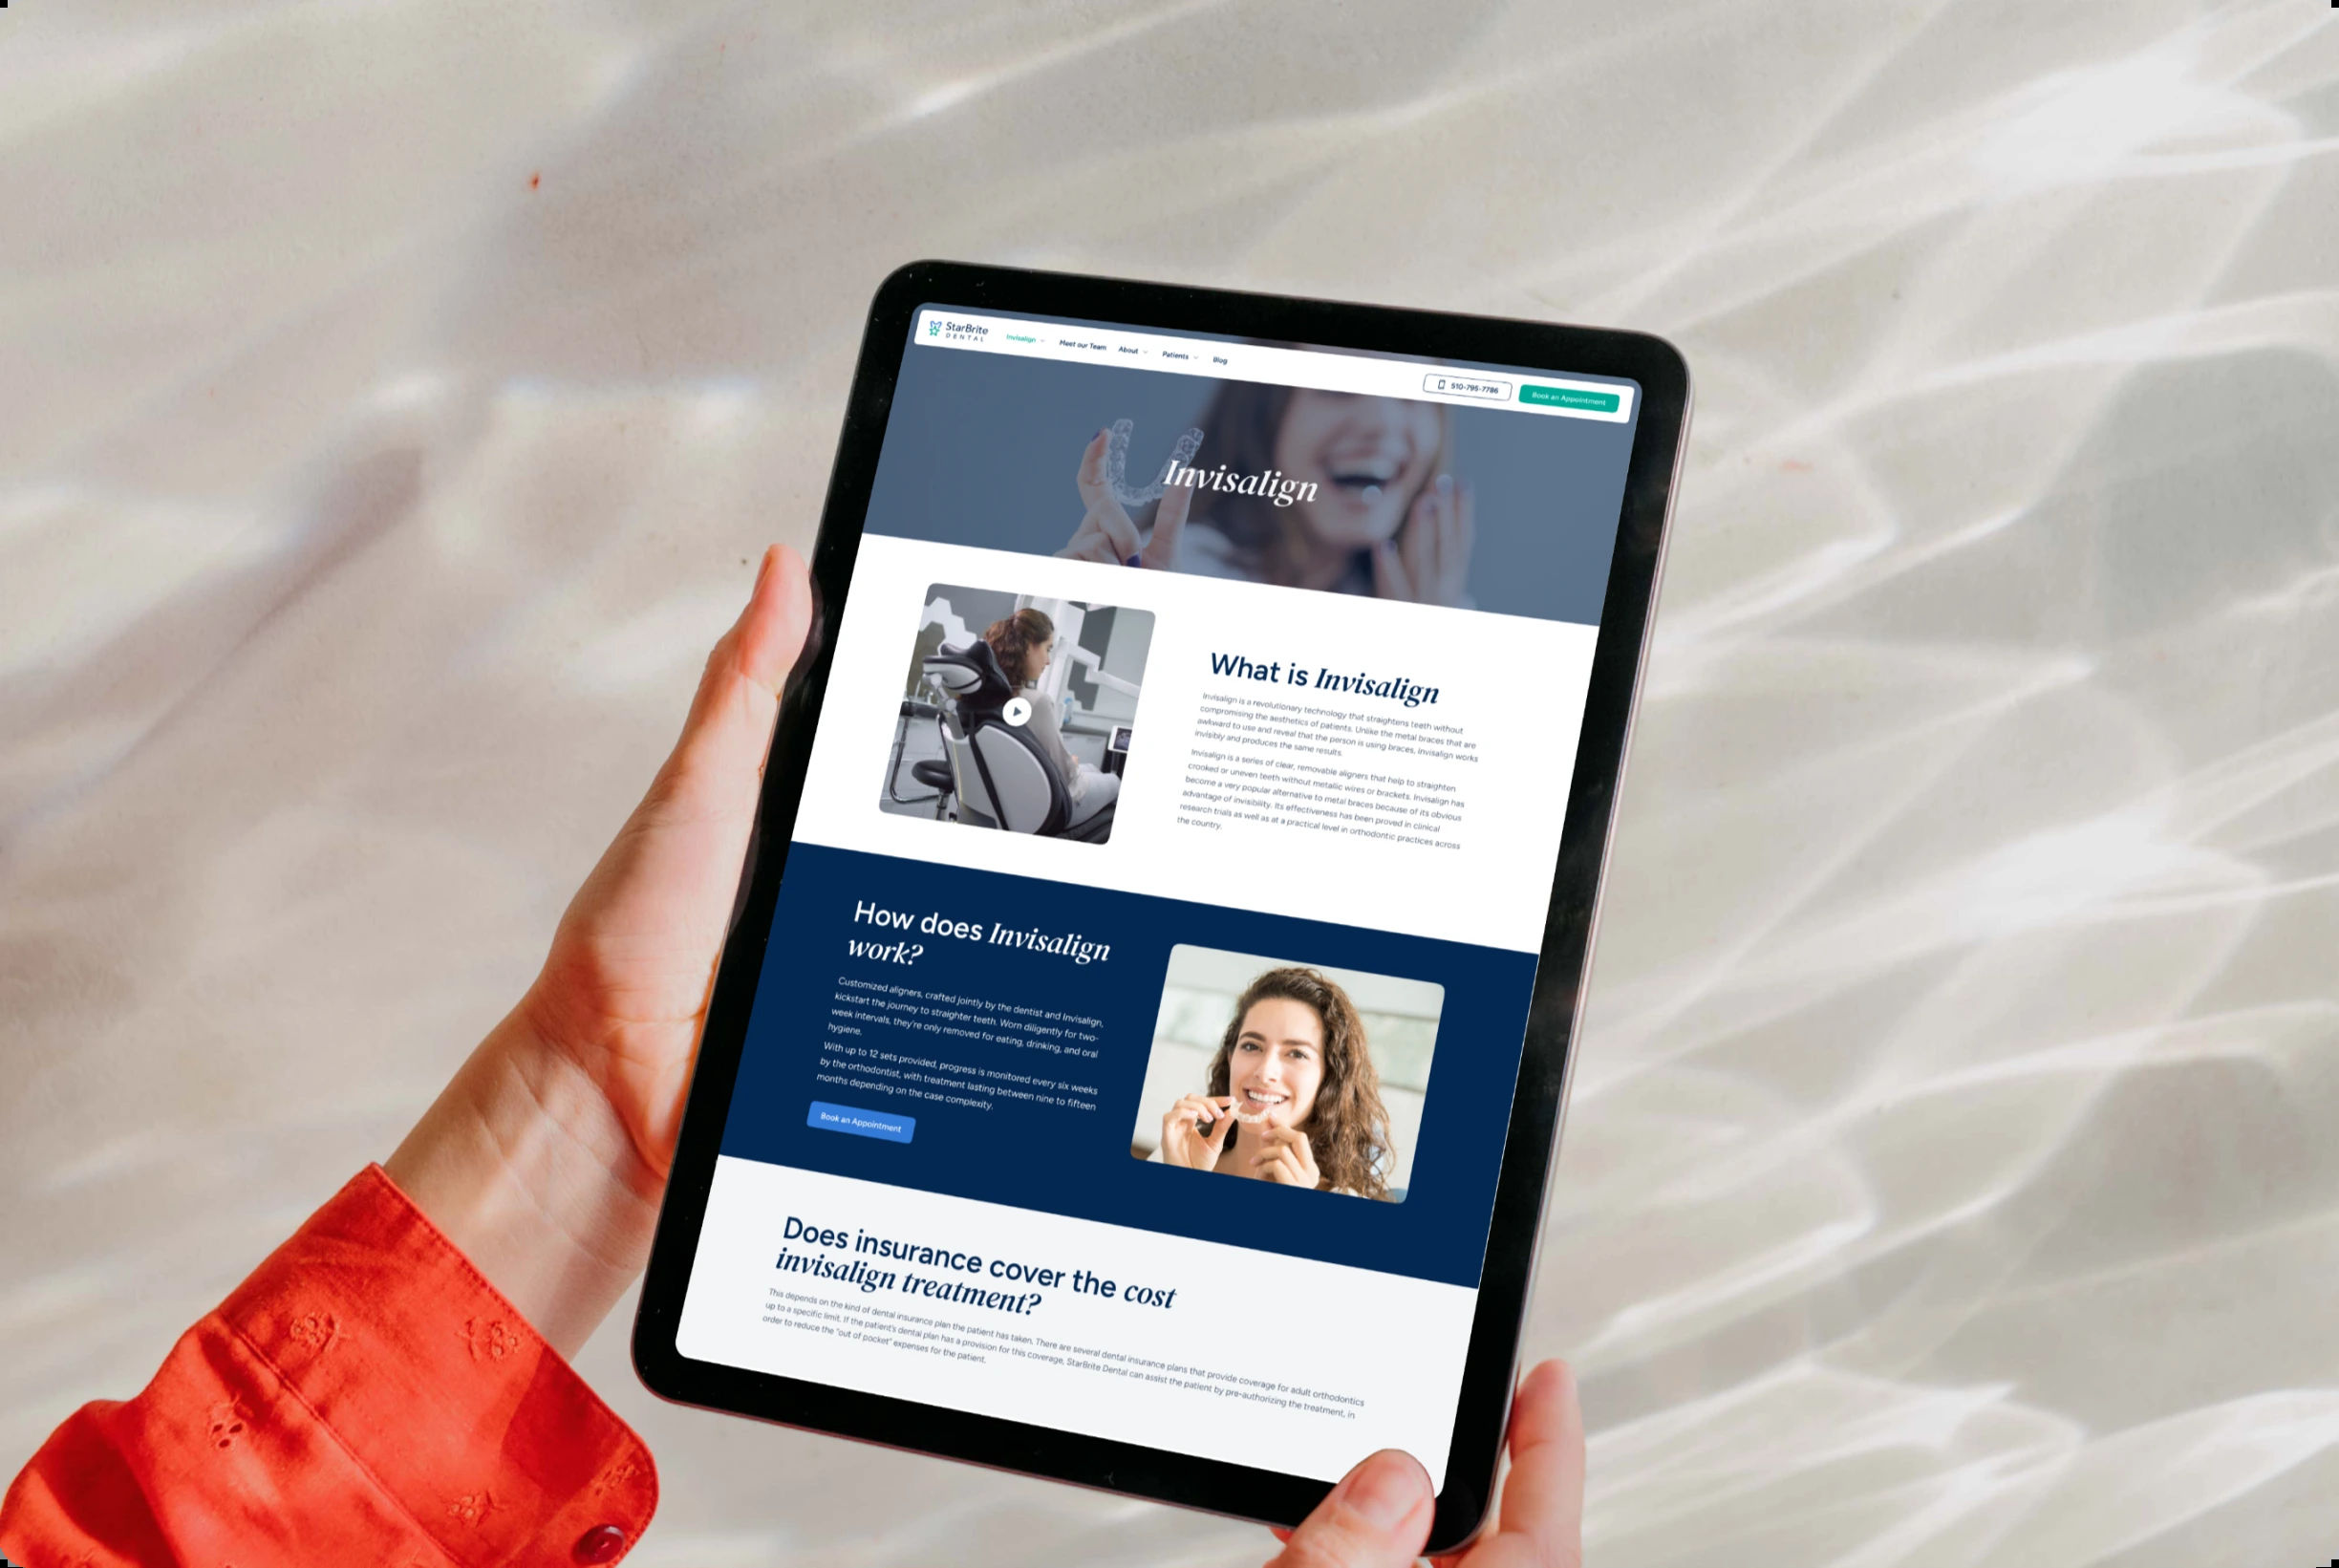 StarBrite
DENTAL
Invisalign
Meet our Team
About
Patients
Blog
510-795-7786
Book an Appointment
Invisalign
What is Invisalign
Invisalign is a revolutionary technology that straightens teeth without
compromising the aesthetics of patients. Unlike the metal braces that are
awkward to use and reveal that the person is using braces, Invisalign works
invisibly and produces the same results.
Invisalign is a series of clear, removable aligners that help to straighten
crooked or uneven teeth without metallic wires or brackets. Invisalign has
become a very popular alternative to metal braces because of its obvious
advantage of invisibility. Its effectiveness has been proved in clinical
research trials as well as at a practical level in orthodontic practices across
the country.
How does Invisalign
work?
Customized aligners, crafted jointly by the dentist and Invisalign,
kickstart the journey to straighter teeth. Worn diligently for two-
week intervals, they're only removed for eating, drinking, and oral
hygiene.
With up to 12 sets provided, progress is monitored every six weeks
by the orthodontist, with treatment lasting between nine to fifteen
months depending on the case complexity.
Book an Appointment
Does insurance cover the cost
invisalign treatment?
This depends on the kind of dental insurance plan the patient has taken. There are several dental insurance plans that provide coverage for adult orthodontics
up to a specific limit. If the patient's dental plan has a provision for this coverage, StarBrite Dental can assist the patient by pre-authorizing the treatment, in
order to reduce the "out of pocket" expenses for the patient.